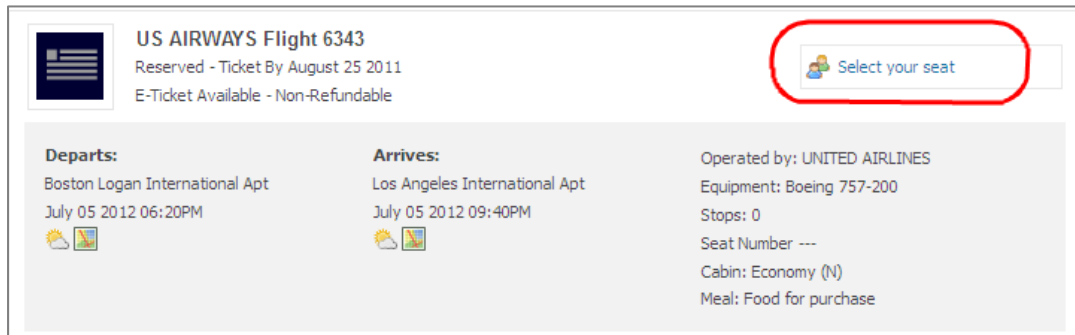 US AIRWAYS Flight 6343
Reserved - Ticket By August 25 2011
E-Ticket Available - Non-Refundable
Select your seat
Departs:
Boston Logan International Apt
July 05 2012 06:20PM
Arrives:
Los Angeles International Apt
July 05 2012 09:40PM
Operated by: UNITED AIRLINES
Equipment: Boeing 757-200
Stops: 0
Seat Number ---
Cabin: Economy (N)
Meal: Food for purchase